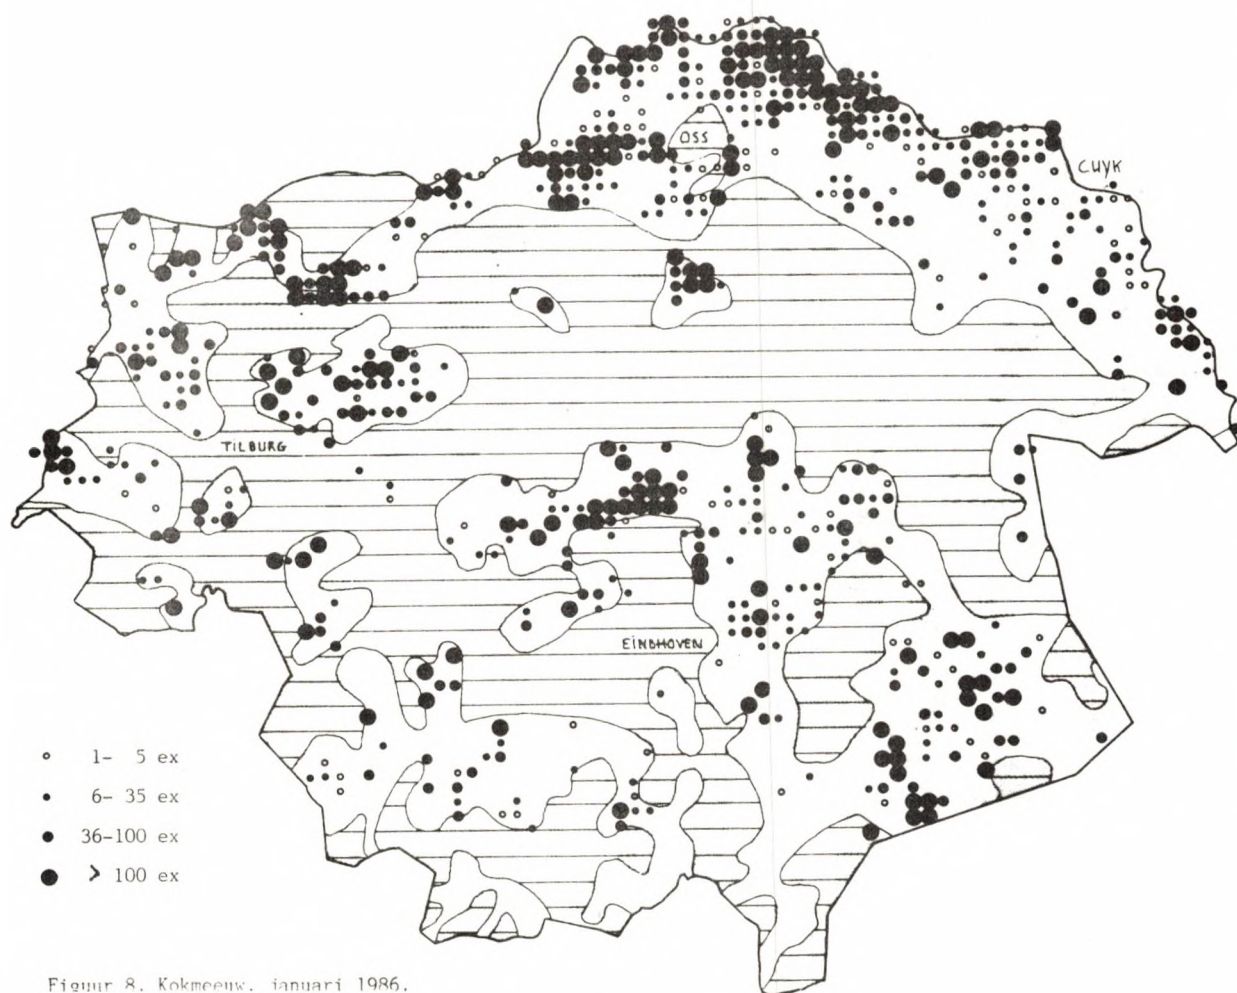 OSS
CUYK
TILBURG
EINDHOVEN
1- 5 ex
6- 35 ex
36-100 ex
> 100 ex
Figuur 8. Kokmeeuw. januari 1986.